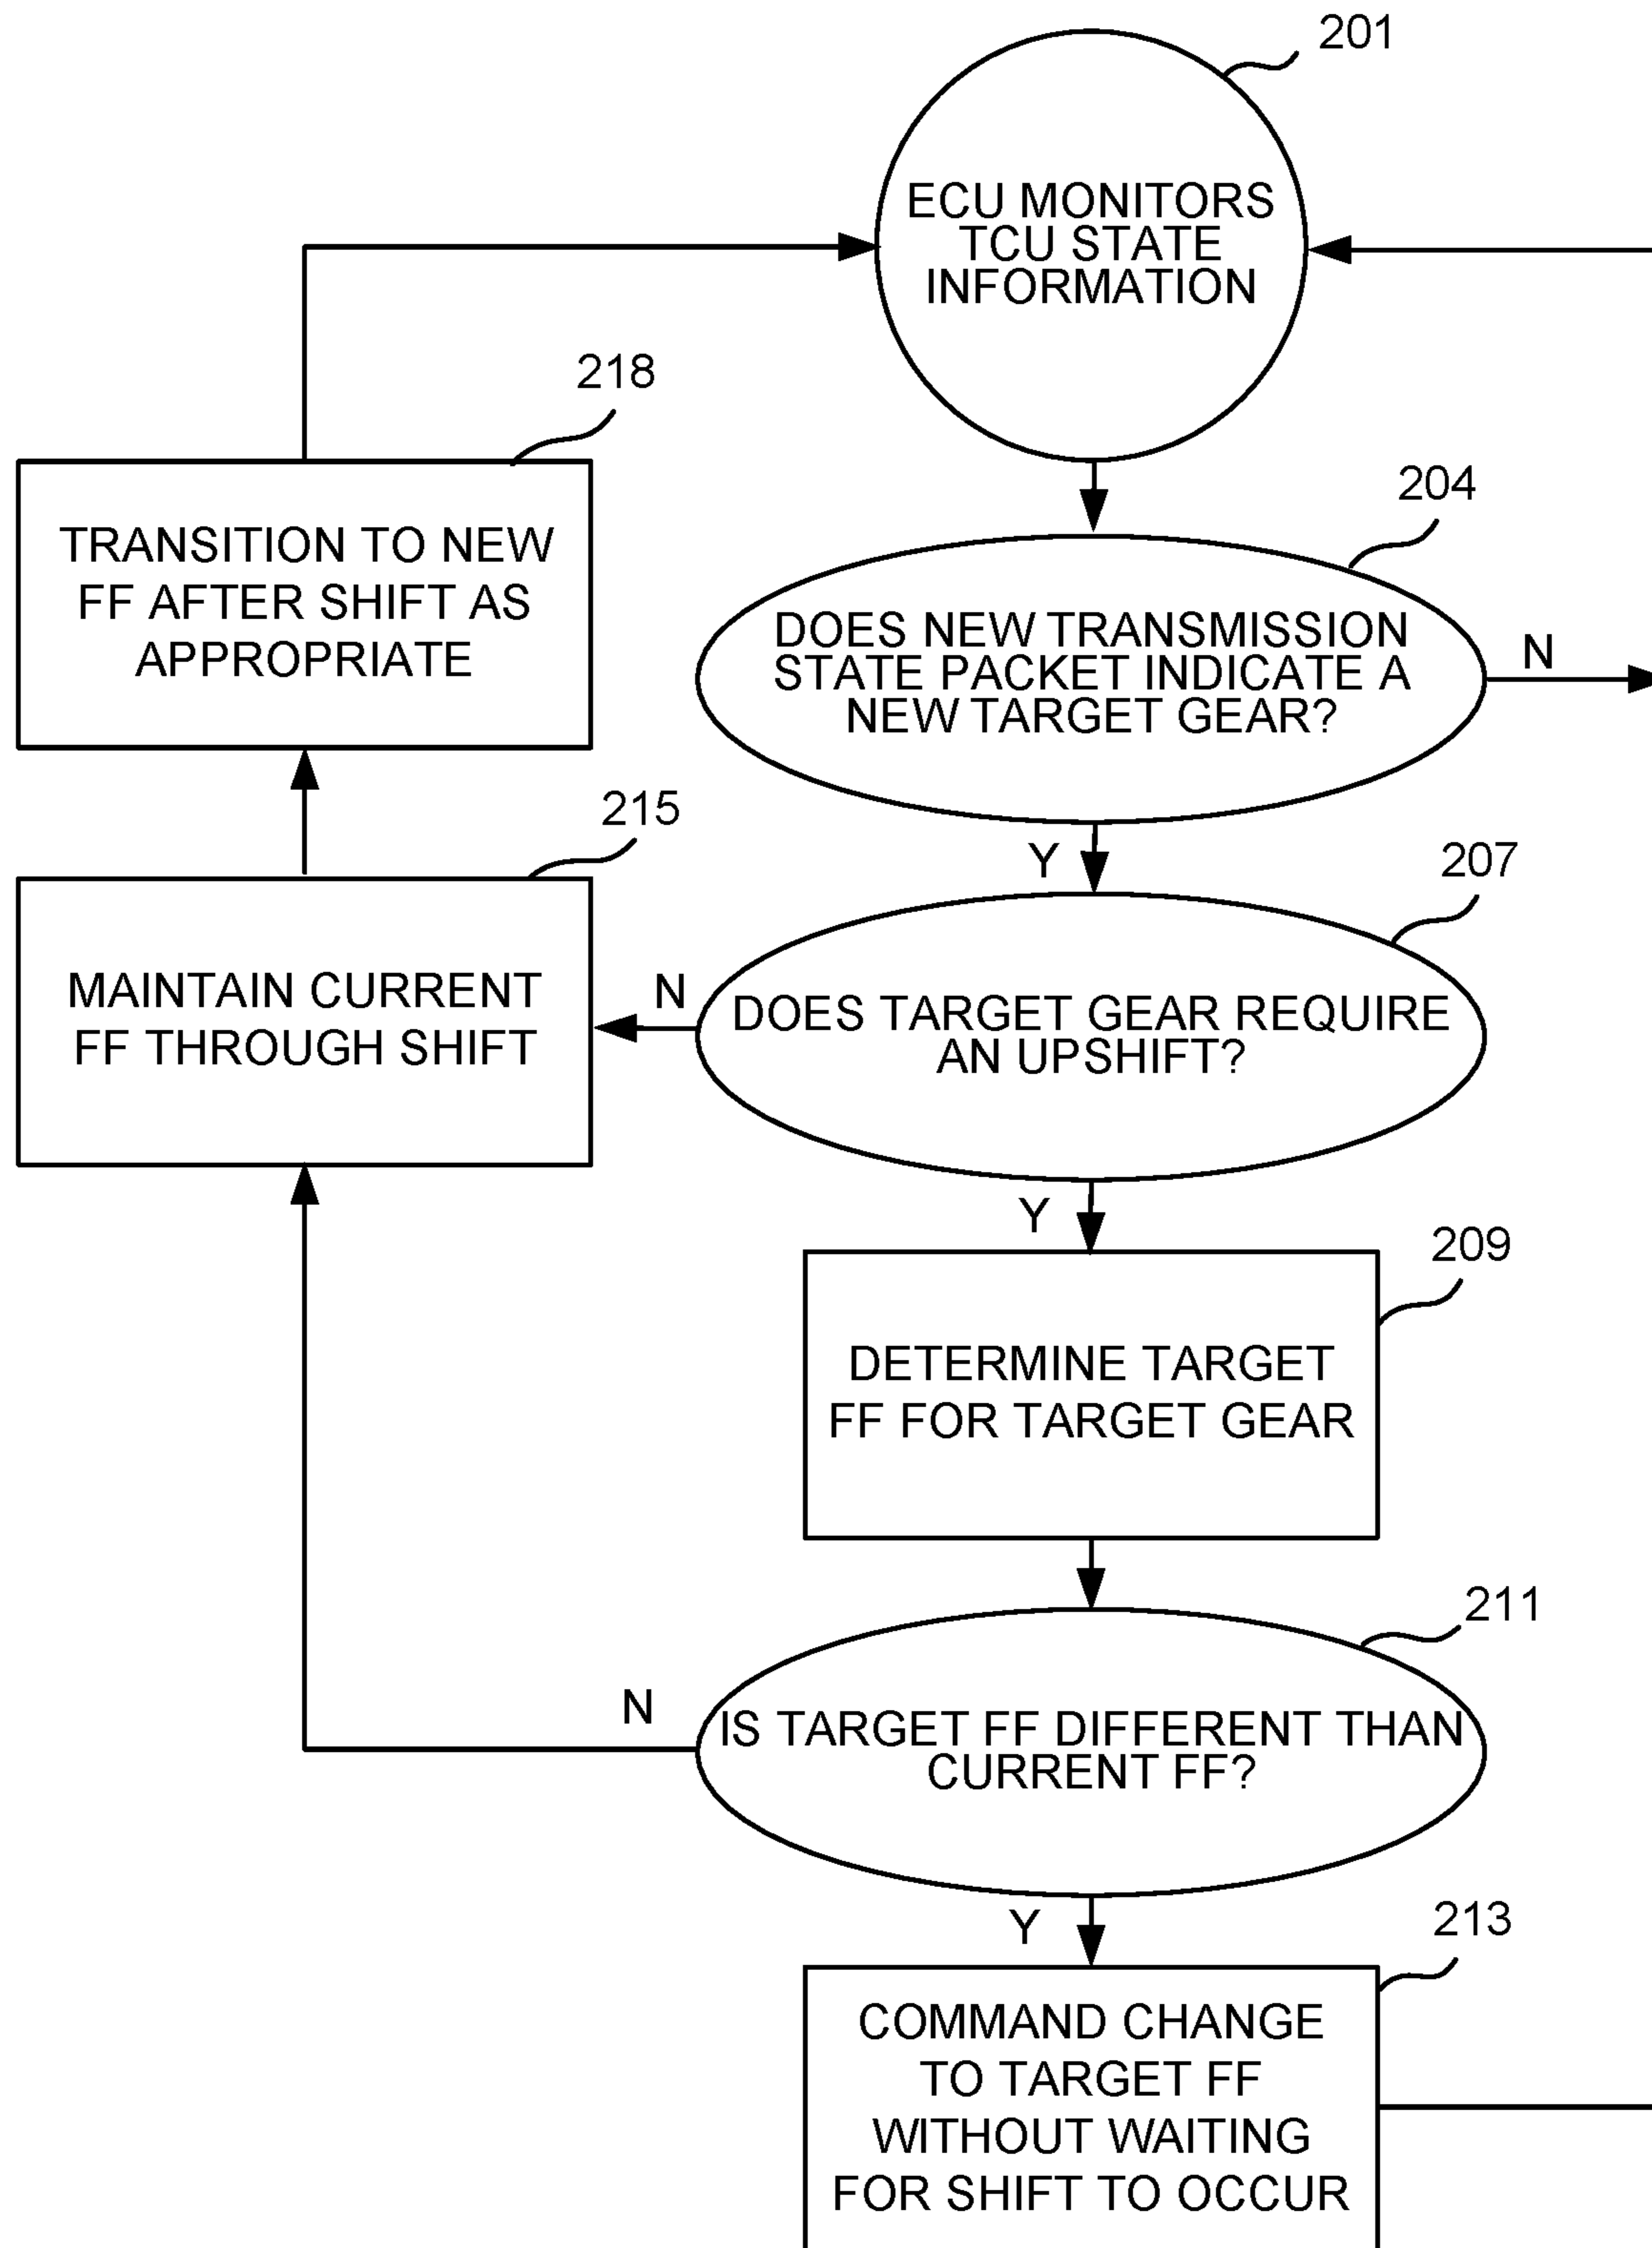 201
ECU MONITORS
TCU STATE
INFORMATION
218
TRANSITION TO NEW
FF AFTER SHIFT AS
APPROPRIATE
204
DOES NEW TRANSMISSION
STATE PACKET INDICATE A
NEW TARGET GEAR?
N
Y
215
MAINTAIN CURRENT
FF THROUGH SHIFT
207
DOES TARGET GEAR REQUIRE
AN UPSHIFT?
N
Y
209
DETERMINE TARGET
FF FOR TARGET GEAR
211
IS TARGET FF DIFFERENT THAN
CURRENT FF?
N
Y
213
COMMAND CHANGE
TO TARGET FF
WITHOUT WAITING
FOR SHIFT TO OCCUR